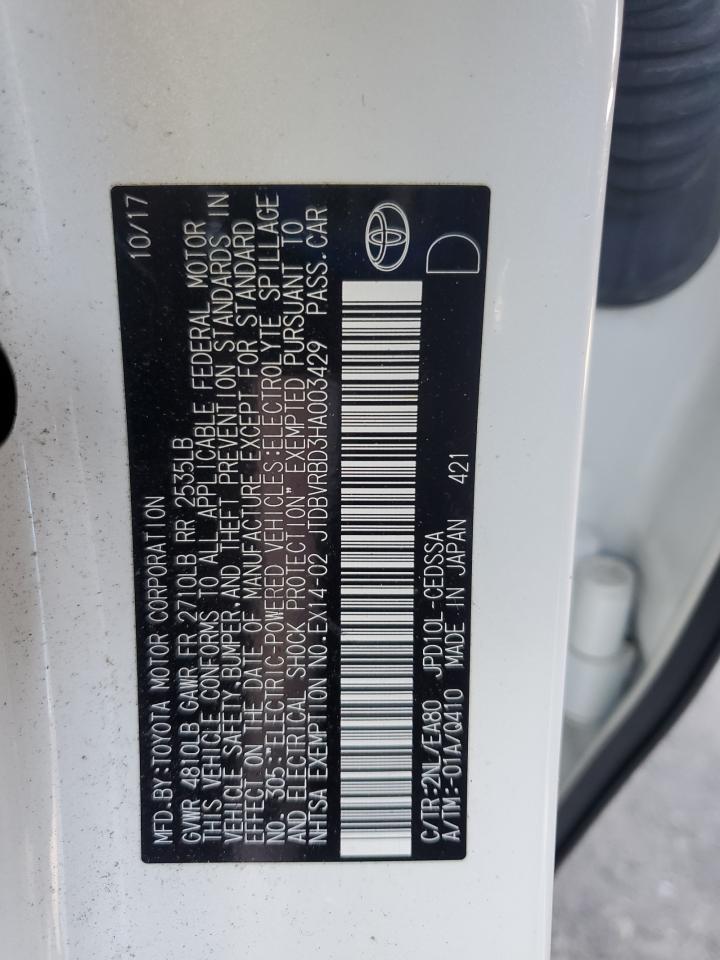 MFD.BY:TOYOTA MOTOR CORPORATION 10/17
GVWR 4810LB GAWR FR 2710LB RR 2535LB
THIS VEHICLE CONFORMS TO ALL APPLICABLE FEDERAL MOTOR
VEHICLE SAFETY,BUMPER,AND THEFT PREVENTION STANDARDS IN
EFFECT ON THE DATE OF MANUFACTURE EXCEPT FOR STANDARD
NO. 305:"ELECTRIC-POWERED VEHICLES:ELECTROLYTE SPILLAGE
AND ELECTRICAL SHOCK PROTECTION" EXEMPTED PURSUANT TO
NHTSA EXEMPTION NO.EX14-02 JTDBVRBD3HA003429 PASS.CAR
C/TR:2NL/EA80 JPD10L-CEDSSA
A/TM:-01A/Q410 MADE IN JAPAN 421
D